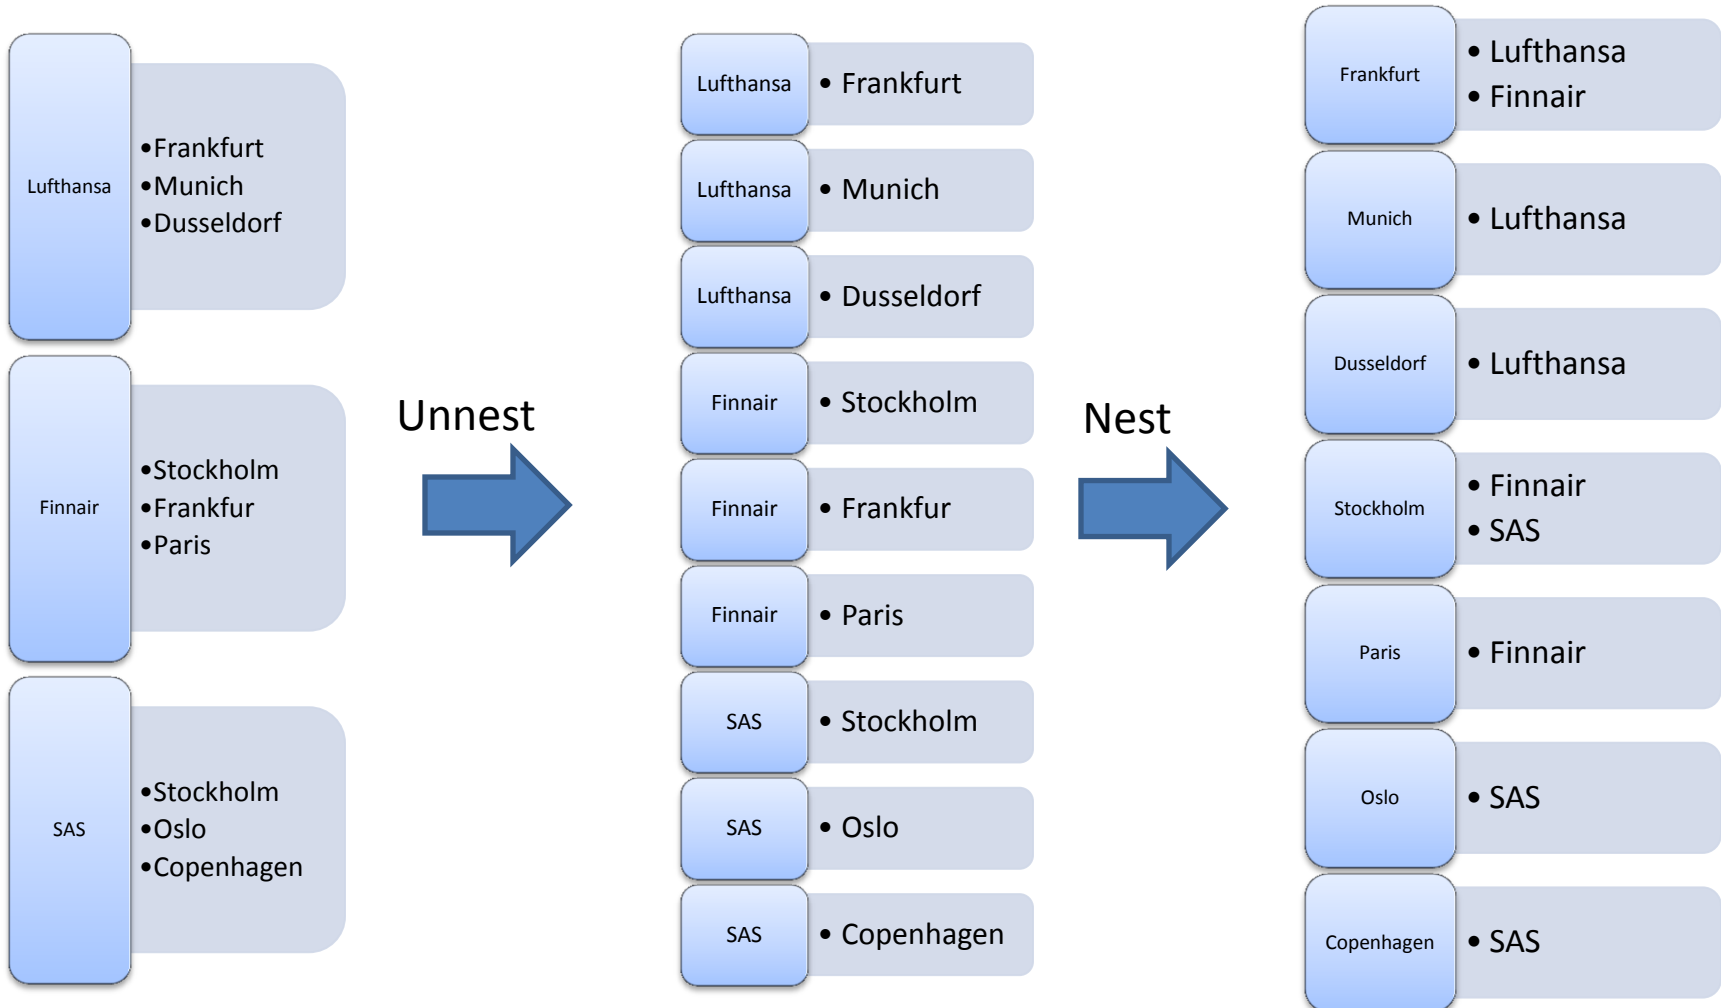 Lufthansa
•Frankfurt
•Munich
•Dusseldorf
Finnair
•Stockholm
•Frankfur
•Paris
SAS
•Stockholm
•Oslo
•Copenhagen
Unnest
Lufthansa
• Frankfurt
Lufthansa
• Munich
Lufthansa
• Dusseldorf
Finnair
• Stockholm
Finnair
• Frankfur
Finnair
• Paris
SAS
• Stockholm
SAS
• Oslo
SAS
• Copenhagen
Nest
Frankfurt
• Lufthansa
• Finnair
Munich
• Lufthansa
Dusseldorf
• Lufthansa
Stockholm
• Finnair
• SAS
Paris
• Finnair
Oslo
• SAS
Copenhagen
• SAS